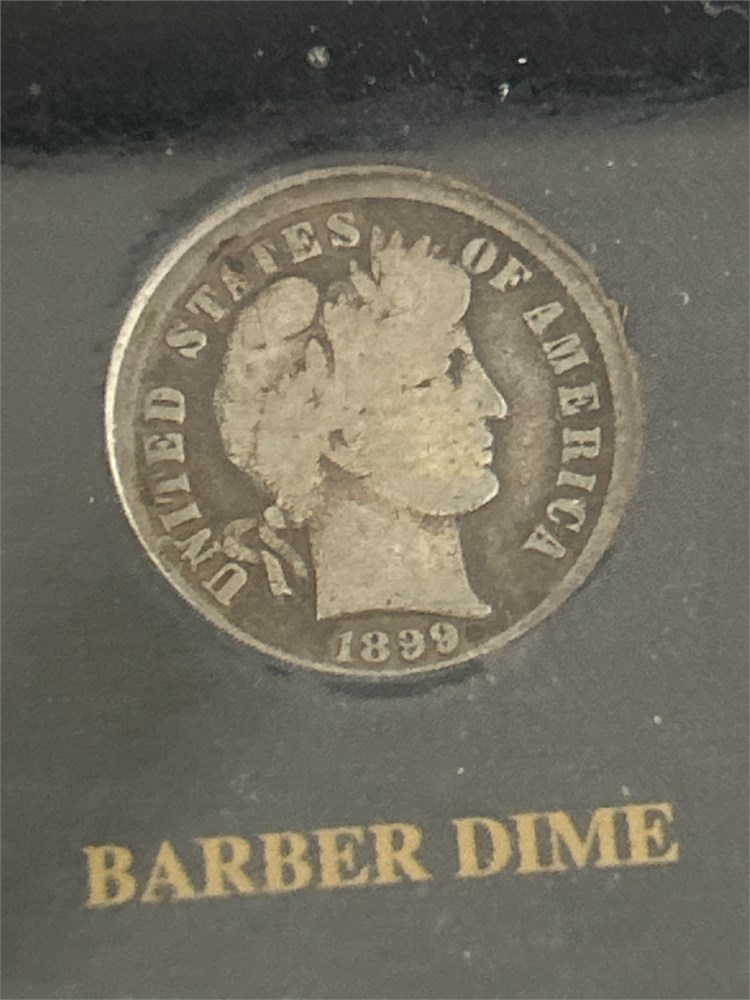 UNITED STATES OF AMERICA
1899
BARBER DIME